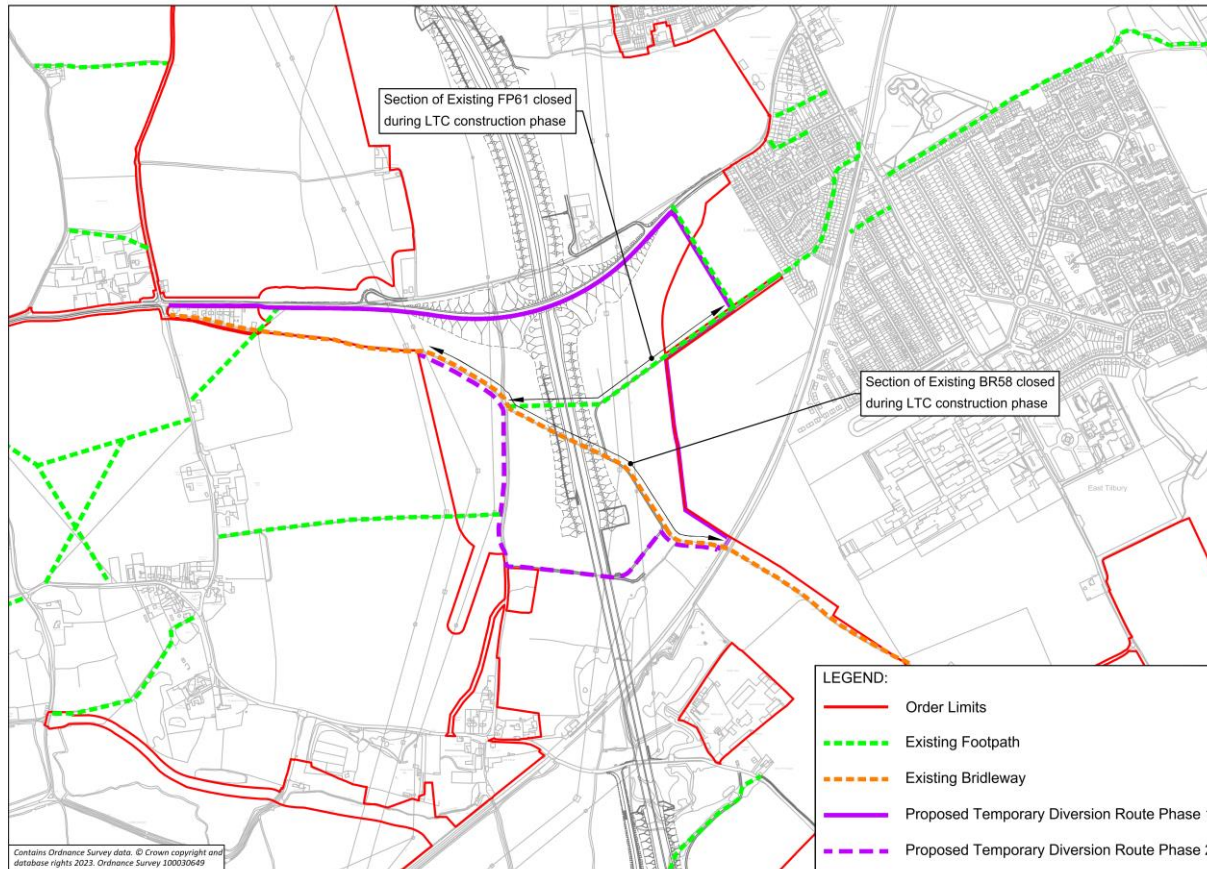 Section of Existing FP61 closed
during LTC construction phase
Section of Existing BR58 closed
during LTC construction phase
East Tilbury
LEGEND:
Order Limits
Existing Footpath
Existing Bridleway
Proposed Temporary Diversion Route Phase 1
Proposed Temporary Diversion Route Phase 2
Contains Ordnance Survey data. © Crown copyright and
database rights 2023. Ordnance Survey 100030649